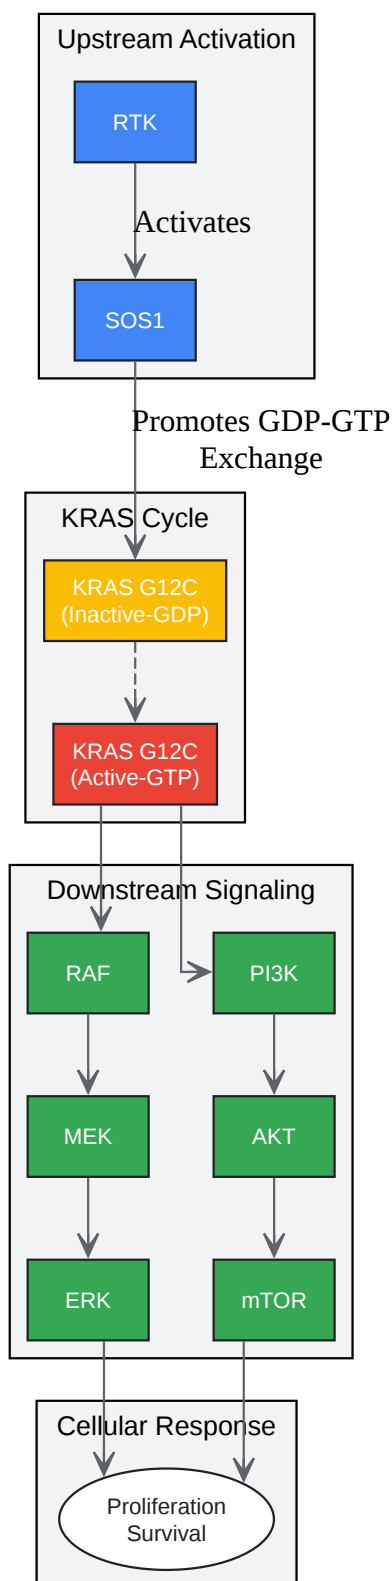 Upstream Activation
RTK
Activates
SOS1
Promotes GDP-GTP
Exchange
KRAS Cycle
KRAS G12C
(Inactive-GDP)
KRAS G12C
(Active-GTP)
Downstream Signaling
RAF
PI3K
MEK
AKT
ERK
mTOR
Cellular Response
Proliferation
Survival